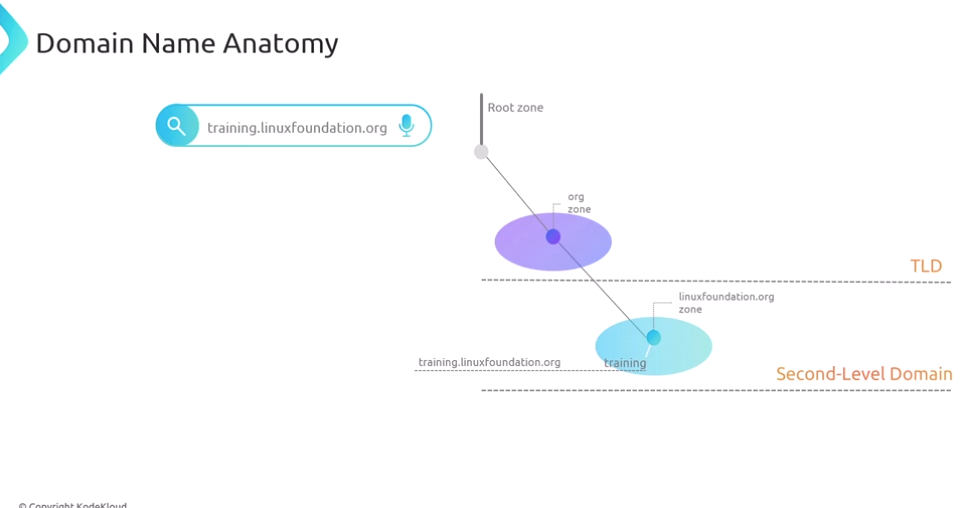 Domain Name Anatomy
training.linuxfoundation.org
Root zone
org
zone
TLD
linuxfoundation.org
zone
training.linuxfoundation.org
training
Second-Level Domain
© Copyright KodeKloud